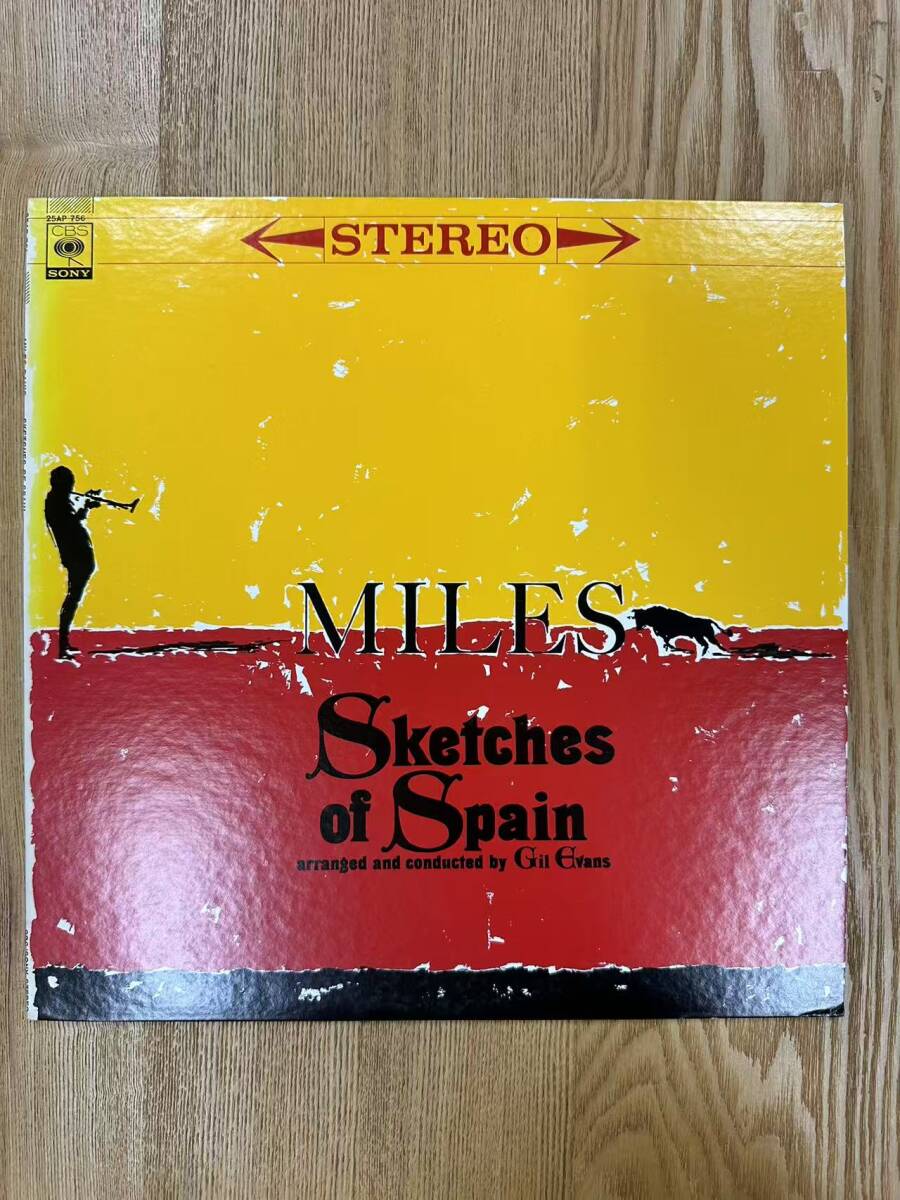 25AP 756
CBS
SONY
STEREO
MILES
Sketches
of Spain
arranged and conducted by Gil Evans